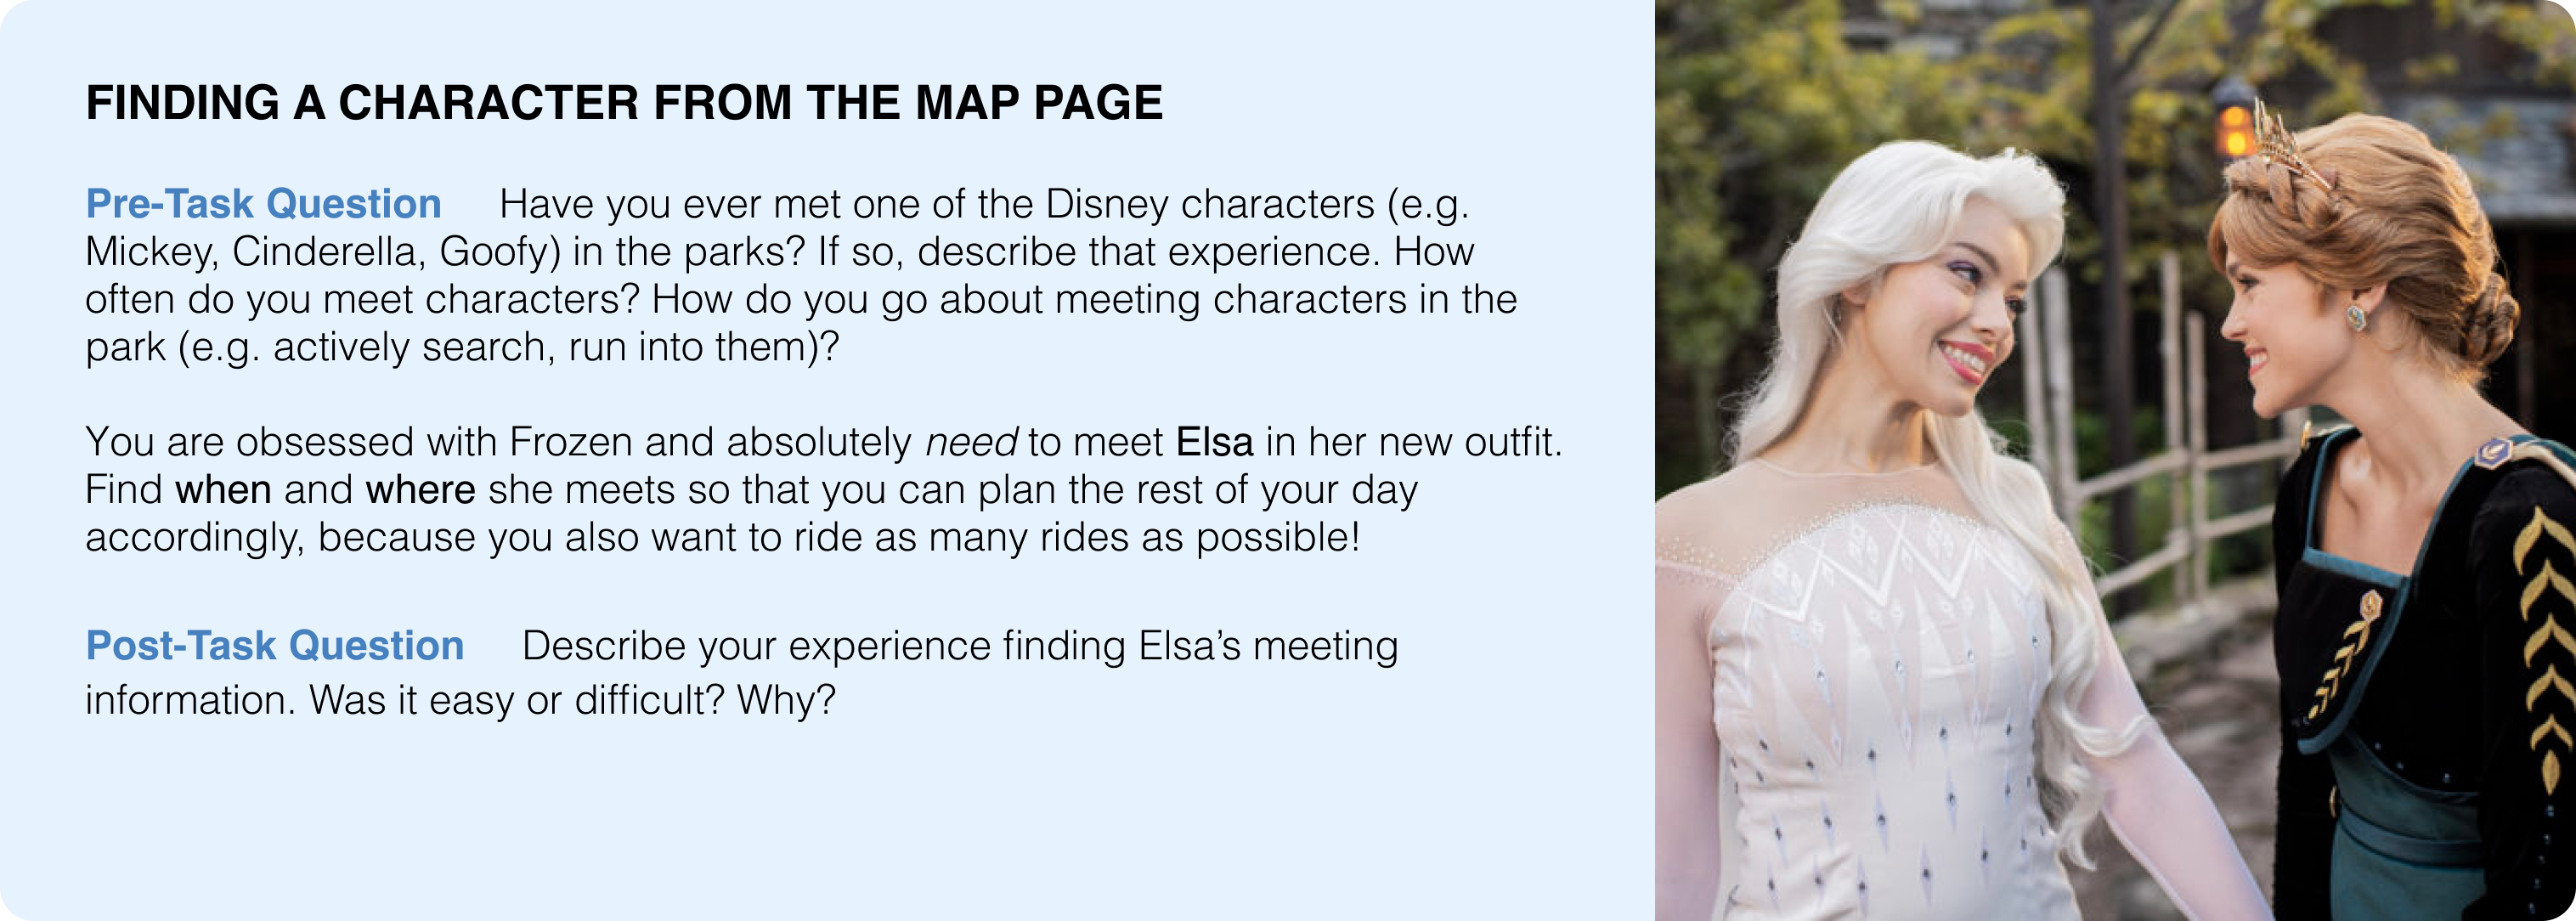 FINDING A CHARACTER FROM THE MAP PAGE
Pre-Task Question Have you ever met one of the Disney characters (e.g.
Mickey, Cinderella, Goofy) in the parks? If so, describe that experience. How
often do you meet characters? How do you go about meeting characters in the
park (e.g. actively search, run into them)?
You are obsessed with Frozen and absolutely need to meet Elsa in her new outfit.
Find when and where she meets so that you can plan the rest of your day
accordingly, because you also want to ride as many rides as possible!
Post-Task Question Describe your experience finding Elsa’s meeting
information. Was it easy or difficult? Why?